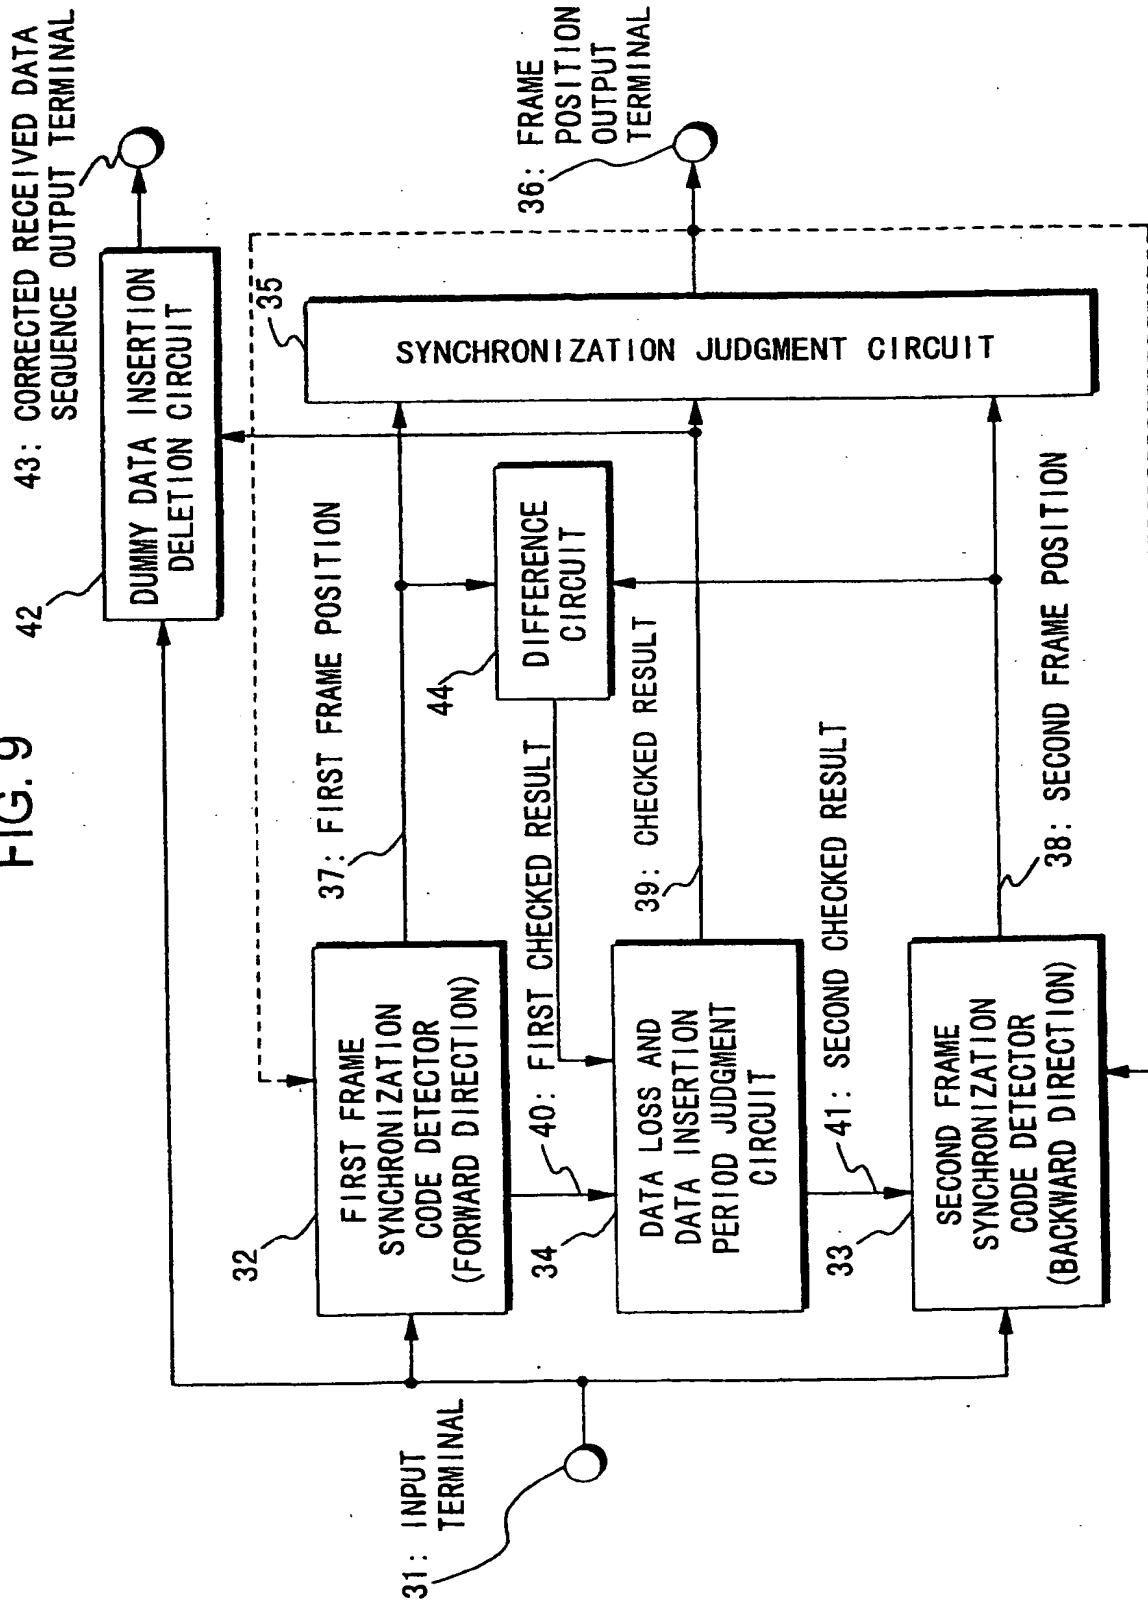 FIG. 9
43: CORRECTED RECEIVED DATA
SEQUENCE OUTPUT TERMINAL
42
DUMMY DATA INSERTION
DELETION CIRCUIT
36: FRAME
POSITION
OUTPUT
TERMINAL
35
SYNCHRONIZATION JUDGMENT CIRCUIT
37: FIRST FRAME POSITION
44
DIFFERENCE
CIRCUIT
32
FIRST FRAME
SYNCHRONIZATION
CODE DETECTOR
(FORWARD DIRECTION)
40: FIRST CHECKED RESULT
39: CHECKED RESULT
34
DATA LOSS AND
DATA INSERTION
PERIOD JUDGMENT
CIRCUIT
41: SECOND CHECKED RESULT
33
SECOND FRAME
SYNCHRONIZATION
CODE DETECTOR
(BACKWARD DIRECTION)
38: SECOND FRAME POSITION
31: INPUT
TERMINAL